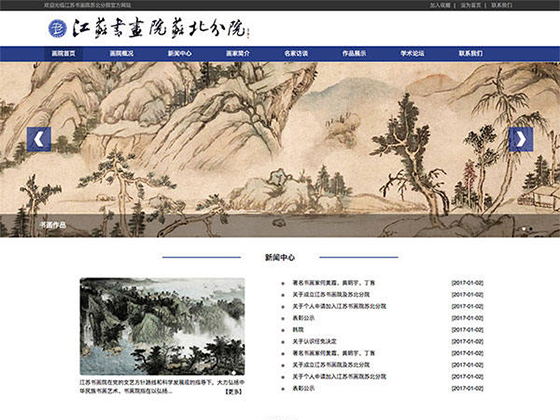 欢迎光临江苏书画院苏北分院官方网站
加入收藏 | 设为首页 | 联系我们
江苏书画院苏北分院
画院首页 画院概况 新闻中心 画家简介 名家访谈 作品展示 学术论坛 联系我们
书画作品
新闻中心
著名书画家何黄霞、黄明宇、丁吾 [2017-01-02]
关于成立江苏书画院及苏北分院 [2017-01-02]
关于个人申请加入江苏书画院苏北分院 [2017-01-02]
表彰公示 [2017-01-02]
韩院 [2017-01-02]
关于认识任免决定 [2017-01-02]
著名书画家何黄霞、黄明宇、丁吾 [2017-01-02]
关于成立江苏书画院及苏北分院 [2017-01-02]
关于个人申请加入江苏书画院苏北分院 [2017-01-02]
表彰公示 [2017-01-02]
江苏书画院在党的文艺方针路线和科学发展观的指导下，大力弘扬中
华民族书画艺术、书画院旨在以弘扬...
【更多】